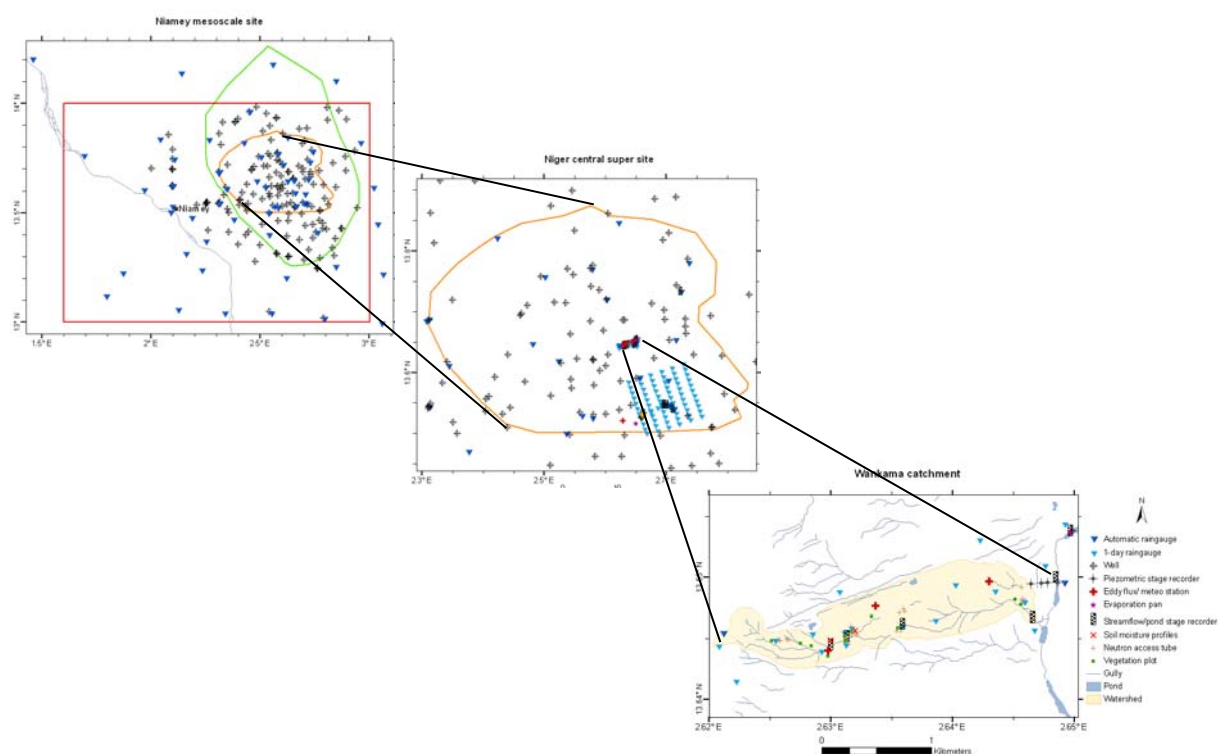 Niamey mesoscale site
14° N
13.5° N
Niamey
13° N
1.5°E
2°E
2.5°E
3°E
Niger central super site
13.8° N
13.6° N
2.3°E
2.5°E
2.7°E
Wankama catchment
N
13.64° N
2.62°E
2.63°E
2.64°E
2.65°E
0
1
Kilometers
Automatic raingauge
1-day raingauge
Well
Piezometric stage recorder
Eddy flux/ meteo station
Evaporation pan
Streamflow/pond stage recorder
Soil moisture profiles
Neutron access tube
Vegetation plot
Gully
Pond
Watershed